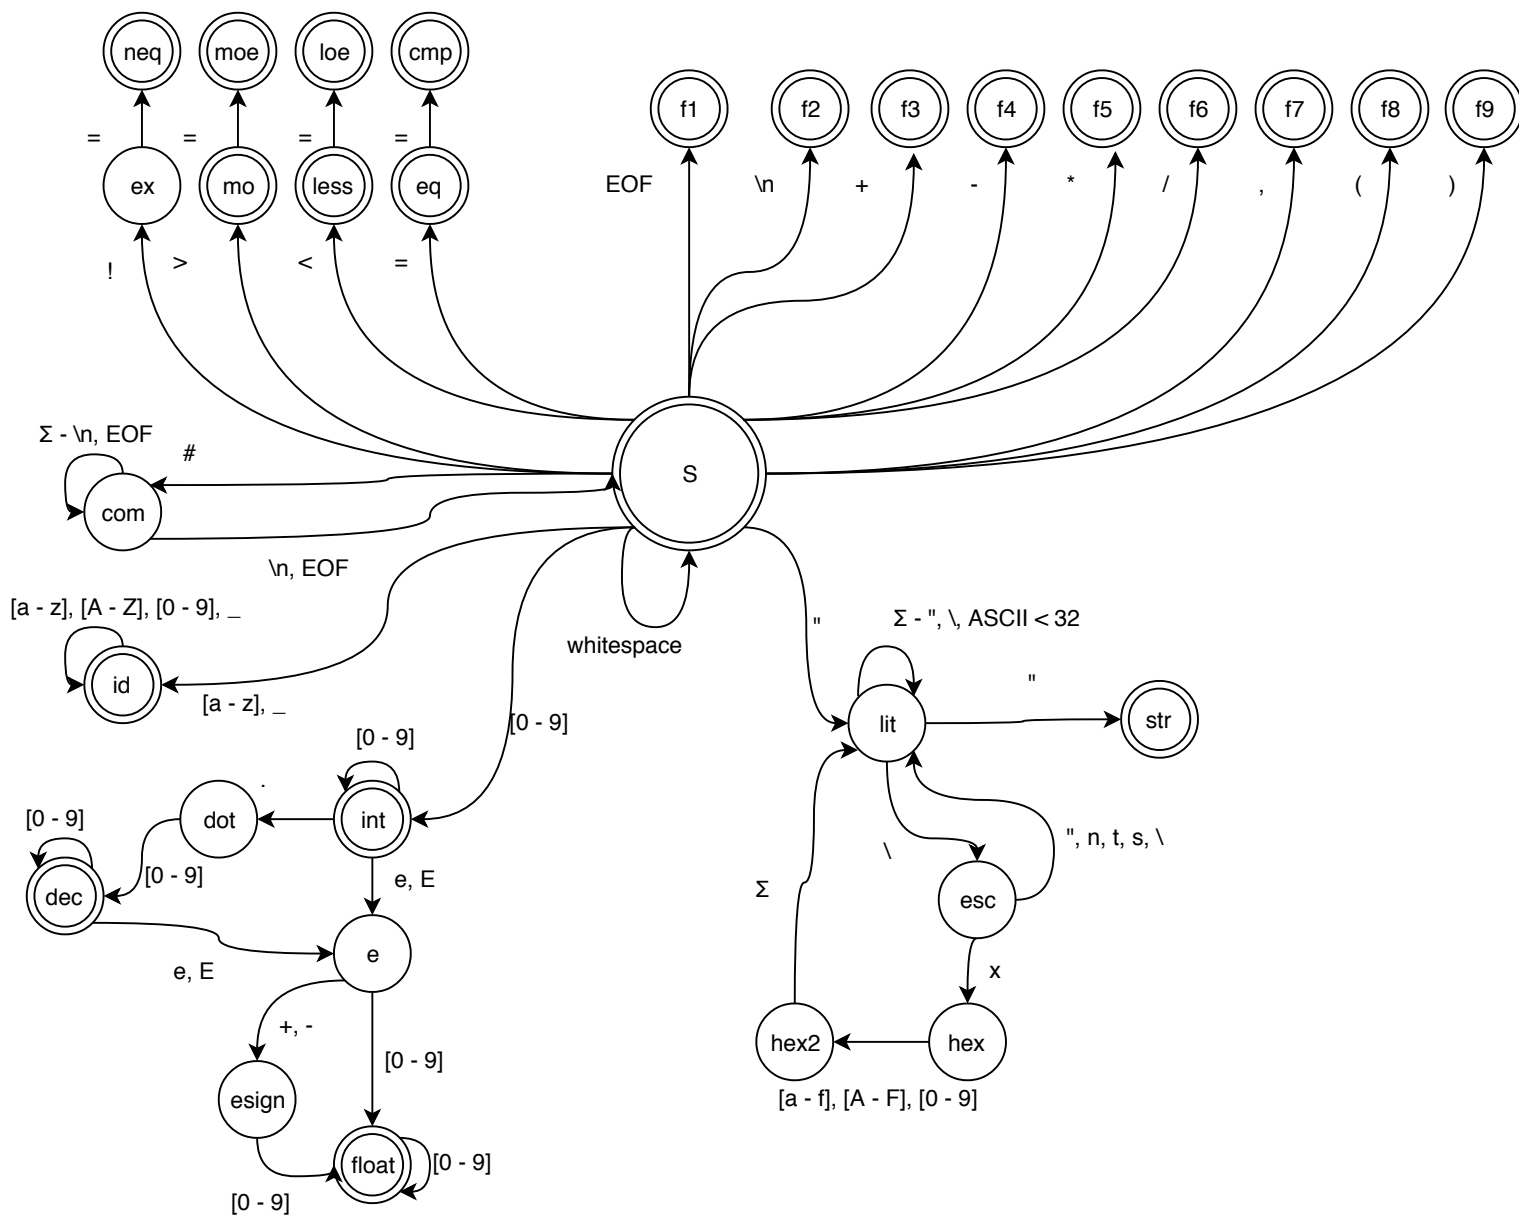 neq
moe
loe
cmp
f1
f2
f3
f4
f5
f6
f7
f8
f9
=
=
=
=
ex
mo
less
eq
EOF
\n
+
-
*
/
,
(
)
!
>
<
=
Σ - \n, EOF
#
S
com
\n, EOF
[a - z], [A - Z], [0 - 9], _
id
[a - z], _
whitespace
"
Σ - ", \, ASCII < 32
lit
"
str
[0 - 9]
[0 - 9]
.
dot
int
[0 - 9]
dec
[0 - 9]
e, E
\
", n, t, s, \
esc
Σ
e
e, E
x
+, -
hex2
hex
[0 - 9]
esign
[a - f], [A - F], [0 - 9]
float
[0 - 9]
[0 - 9]